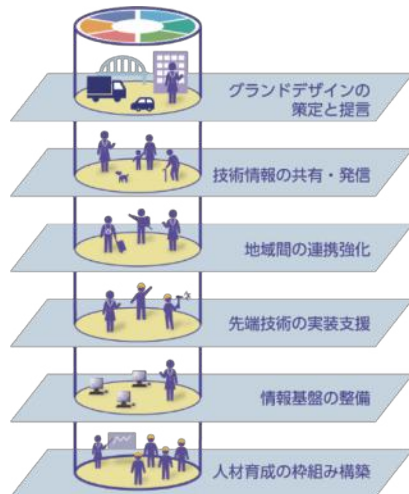 グランドデザインの
策定と提言
技術情報の共有・発信
地域間の連携強化
先端技術の実装支援
情報基盤の整備
人材育成の枠組み構築